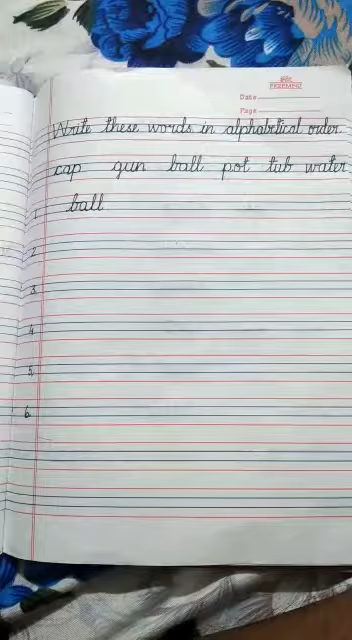 Date
Page
Write these words in alphabetical order.
cap gun ball pot tub water
1. ball
2.
3.
4.
5.
6.